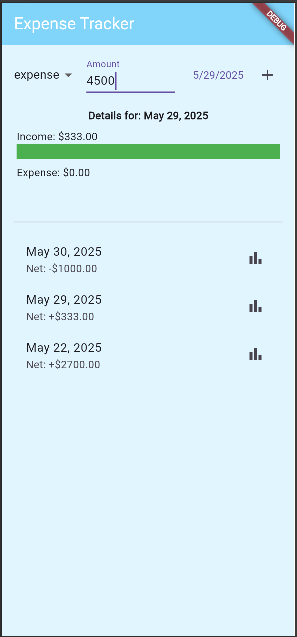 Expense Tracker
DEBUG
Amount
expense 4500 5/29/2025 +
Details for: May 29, 2025
Income: $333.00
Expense: $0.00
May 30, 2025
Net: -$1000.00
May 29, 2025
Net: +$333.00
May 22, 2025
Net: +$2700.00